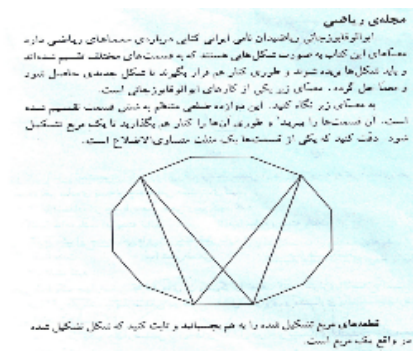 مجله‌ی ریاضی
ابوالوفابوزجانی ریاضیدان نامی ایرانی کتابی درباره‌ی معماهای ریاضی دارد
معماهای این کتاب به صورت شکل‌هایی هستند که به قسمت‌های مختلف تقسیم شده‌اند
و باید شکل‌ها بریده شوند و طوری کنار هم قرار بگیرند تا شکل جدیدی حاصل شود
و معما حل گردد. معمای زیر یکی از کارهای ابوالوفابوزجانی است.
به معمای زیر نگاه کنید. این دوازده ضلعی منتظم به شش قسمت تقسیم شده
است. آن قسمت‌ها را ببرید و طوری آن‌ها را کنار هم بگذارید تا یک مربع تشکیل
شود. دقت کنید که یکی از قسمت‌ها یک مثلث متساوی‌الاضلاع است.
قطعه‌های مربع تشکیل شده را به هم بچسبانید و ثابت کنید که شکل تشکیل شده
در واقع یک مربع است.